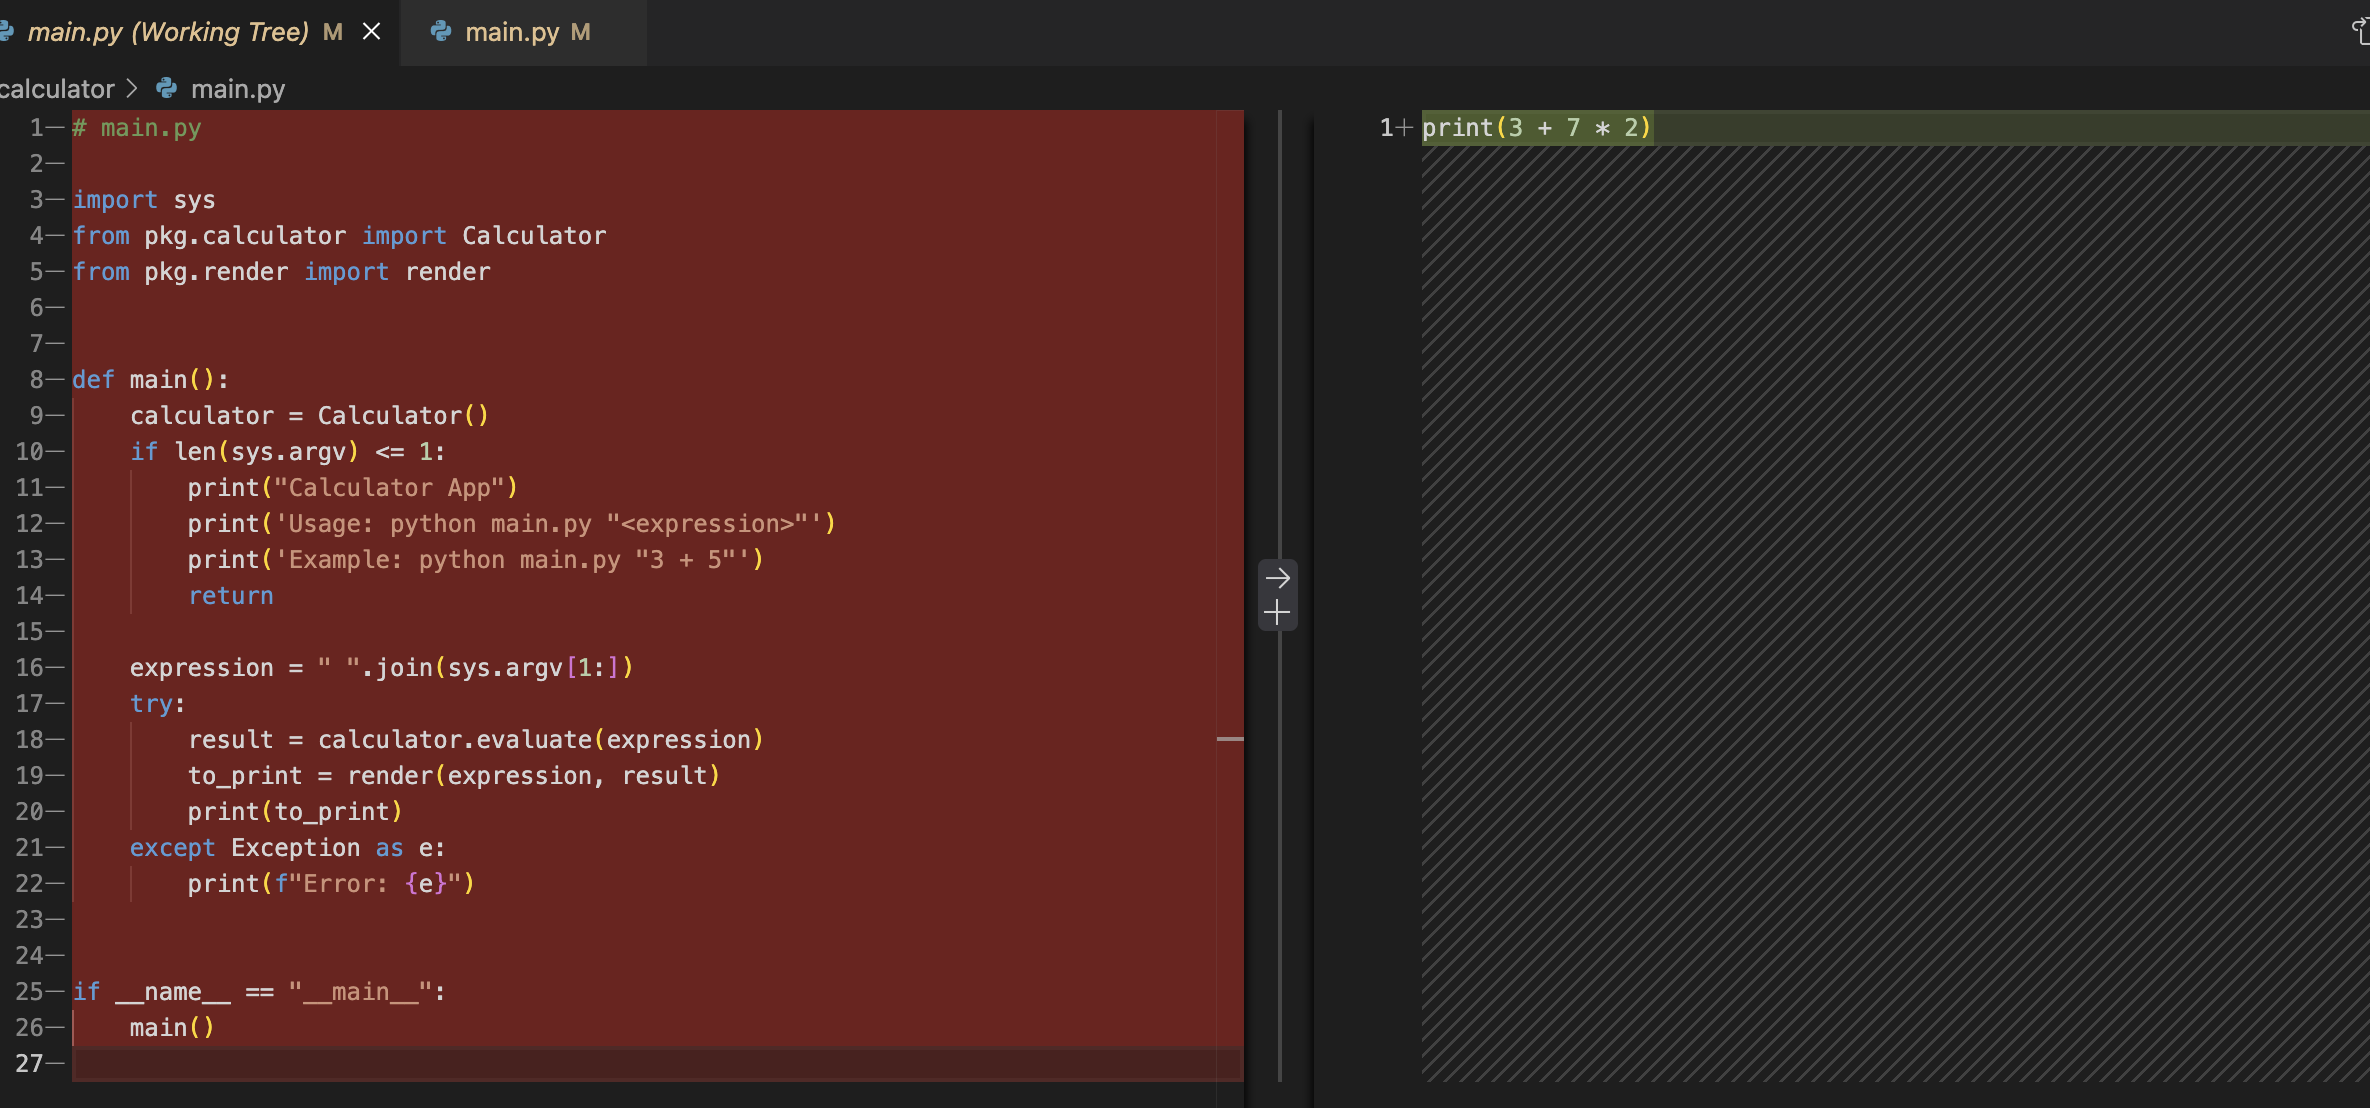 main.py (Working Tree) M
main.py M
calculator > main.py
1— # main.py
2—
3— import sys
4— from pkg.calculator import Calculator
5— from pkg.render import render
6—
7—
8— def main():
9—     calculator = Calculator()
10—     if len(sys.argv) <= 1:
11—         print("Calculator App")
12—         print('Usage: python main.py "<expression>"')
13—         print('Example: python main.py "3 + 5"')
14—         return
15—
16—     expression = " ".join(sys.argv[1:])
17—     try:
18—         result = calculator.evaluate(expression)
19—         to_print = render(expression, result)
20—         print(to_print)
21—     except Exception as e:
22—         print(f"Error: {e}")
23—
24—
25— if __name__ == "__main__":
26—     main()
27—
1+ print(3 + 7 * 2)